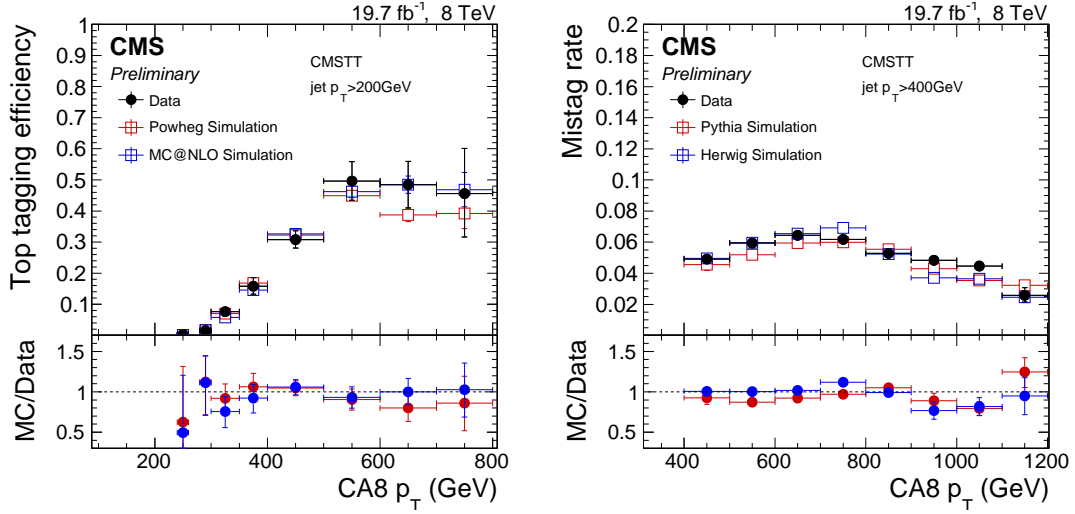 19.7 fb⁻¹, 8 TeV
CMS
Preliminary
CMSTT
jet p_T>200GeV
Data
Powheg Simulation
MC@NLO Simulation
Top tagging efficiency
1
0.9
0.8
0.7
0.6
0.5
0.4
0.3
0.2
0.1
MC/Data
1.5
1.0
0.5
200 400 600 800
CA8 p_T (GeV)
19.7 fb⁻¹, 8 TeV
CMS
Preliminary
CMSTT
jet p_T>400GeV
Data
Pythia Simulation
Herwig Simulation
Mistag rate
0.2
0.18
0.16
0.14
0.12
0.1
0.08
0.06
0.04
0.02
MC/Data
1.5
1.0
0.5
400 600 800 1000 1200
CA8 p_T (GeV)